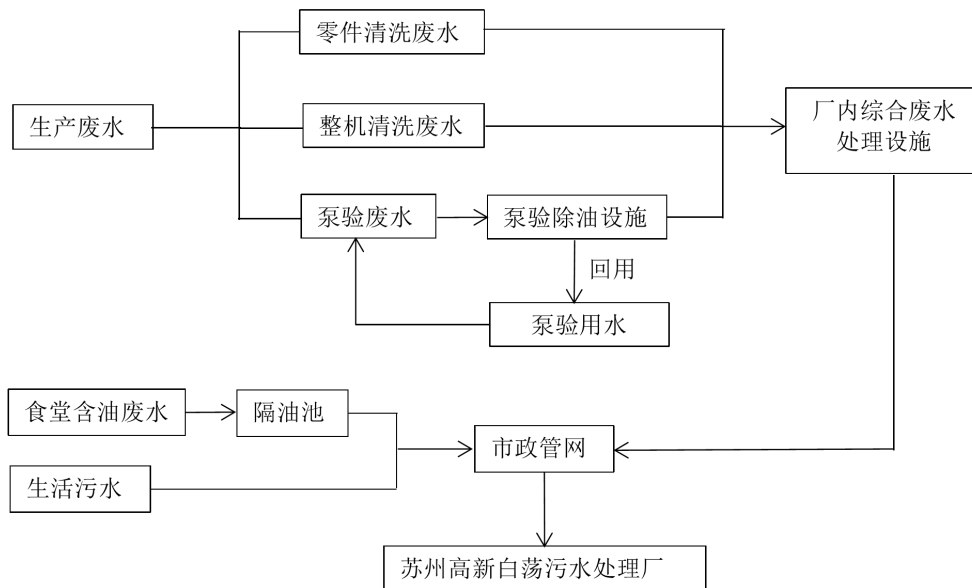 零件清洗废水
生产废水
整机清洗废水
厂内综合废水
处理设施
泵验废水
泵验除油设施
回用
泵验用水
食堂含油废水
隔油池
市政管网
生活污水
苏州高新白荡污水处理厂